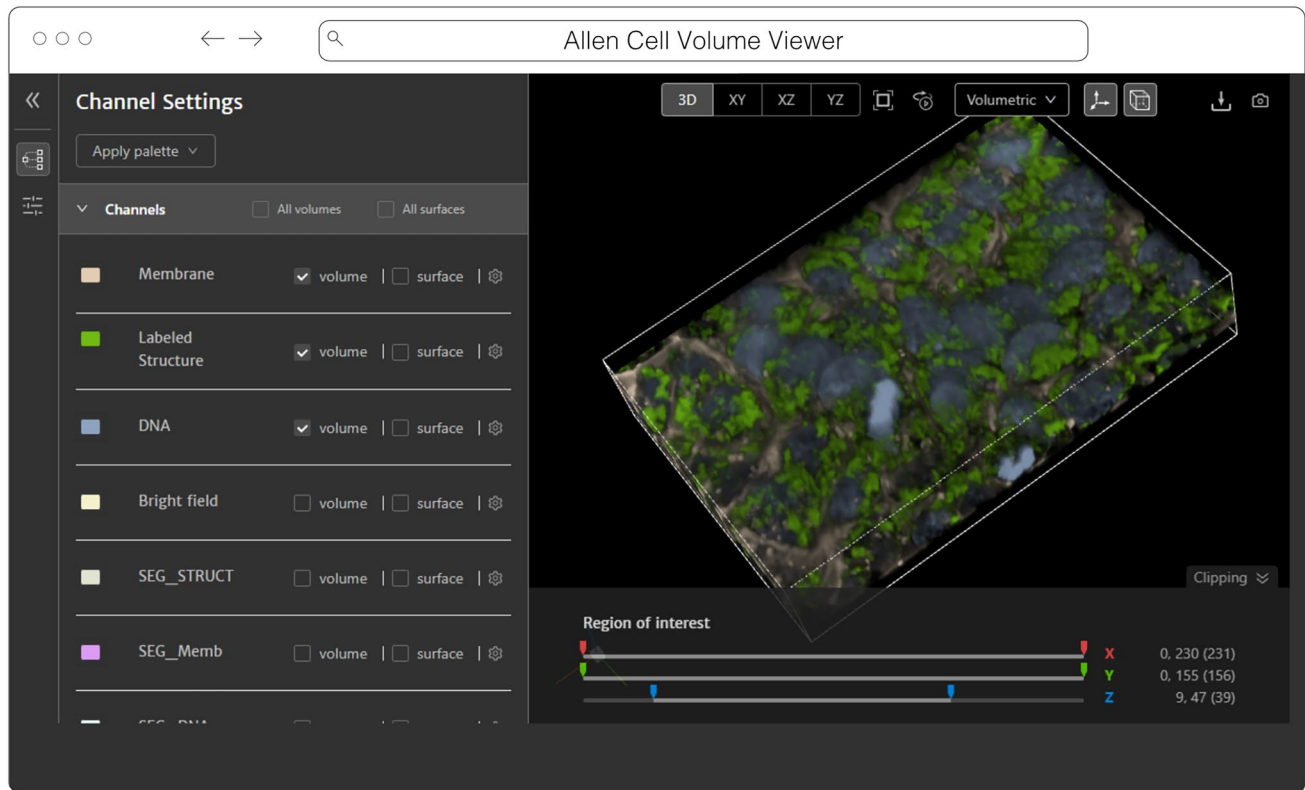 Allen Cell Volume Viewer
Channel Settings
Apply palette
Channels All volumes All surfaces
Membrane volume | surface |
Labeled
Structure volume | surface |
DNA volume | surface |
Bright field volume | surface |
SEG_STRUCT volume | surface |
SEG_Memb volume | surface |
3D XY XZ YZ Volumetric
Clipping
Region of interest
X 0, 230 (231)
Y 0, 155 (156)
Z 9, 47 (39)